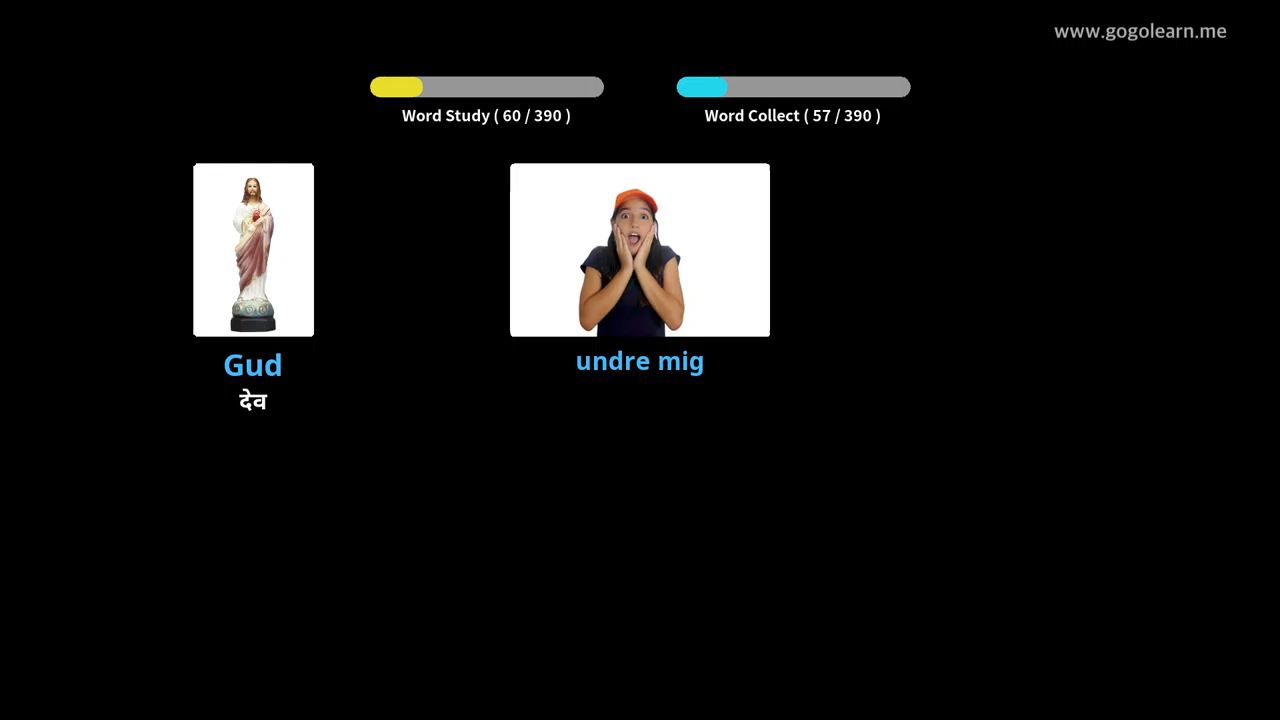 www.gogolearn.me
Word Study ( 60 / 390 )
Word Collect ( 57 / 390 )
Gud
देव
undre mig